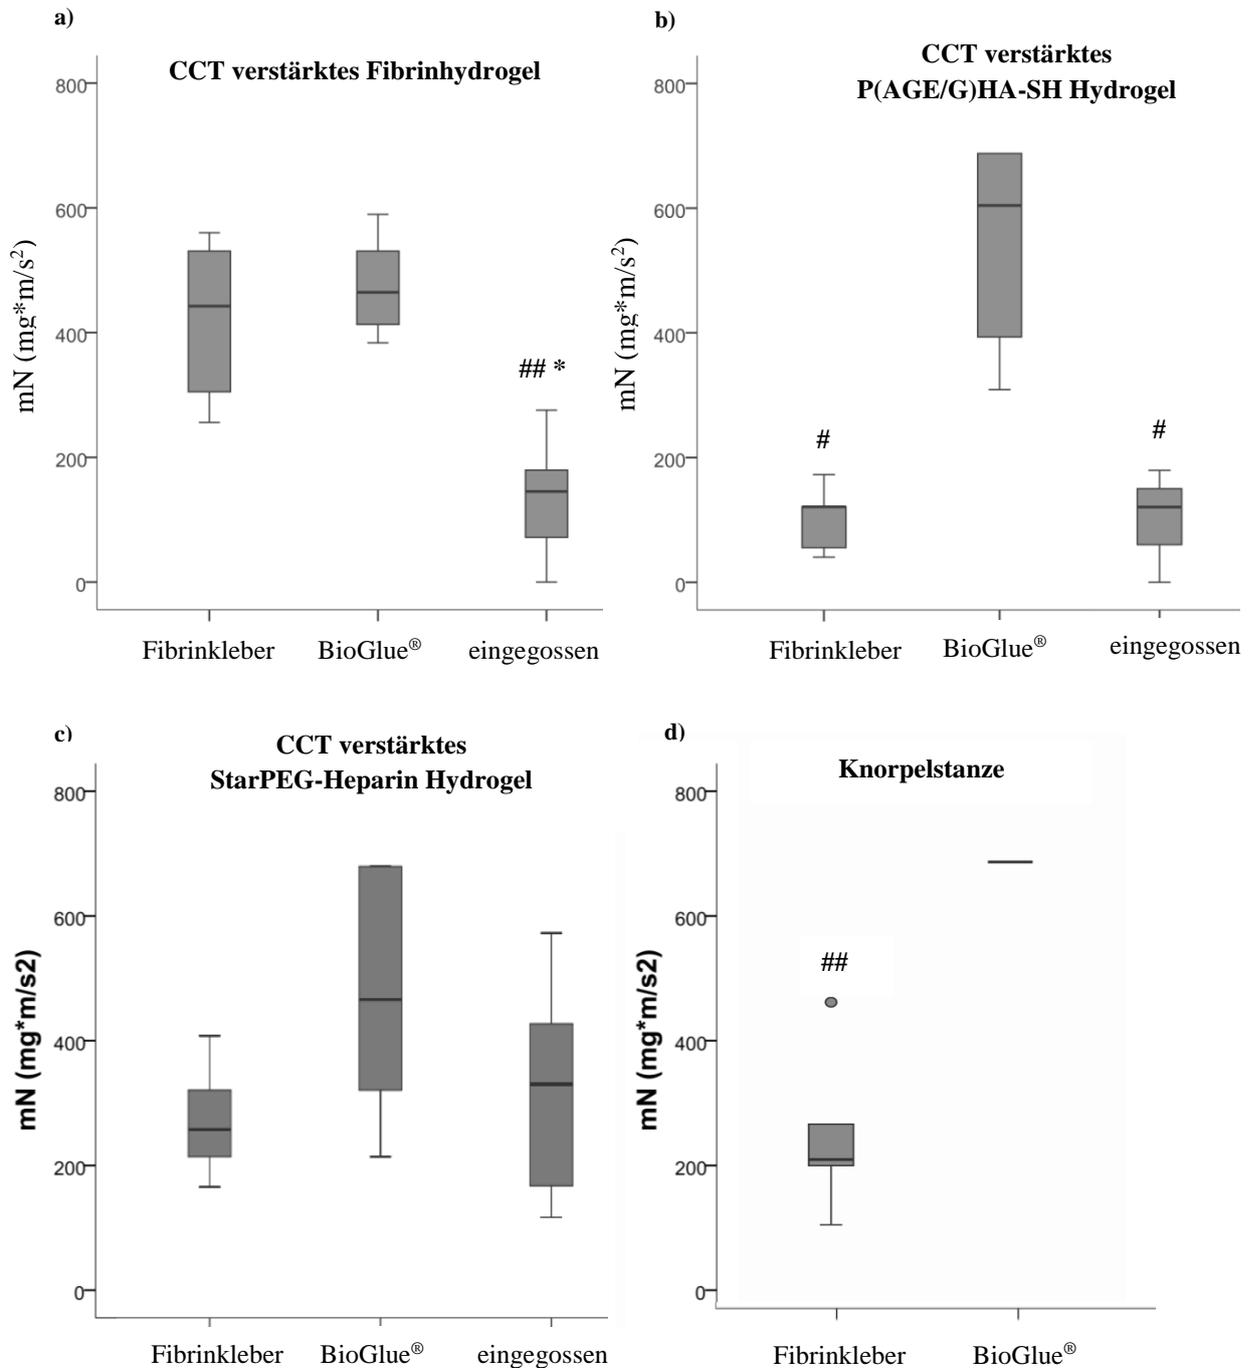 a)
CCT verstärktes Fibrinhydrogel
800
600
400
200
0
mN (mg*m/s²)
## *
Fibrinkleber BioGlue® eingegossen
b)
CCT verstärktes
P(AGE/G)HA-SH Hydrogel
800
600
400
200
0
mN (mg*m/s²)
# #
Fibrinkleber BioGlue® eingegossen
c)
CCT verstärktes
StarPEG-Heparin Hydrogel
800
600
400
200
0
mN (mg*m/s2)
Fibrinkleber BioGlue® eingegossen
d)
Knorpelstanze
800
600
400
200
0
mN (mg*m/s2)
##
Fibrinkleber BioGlue®